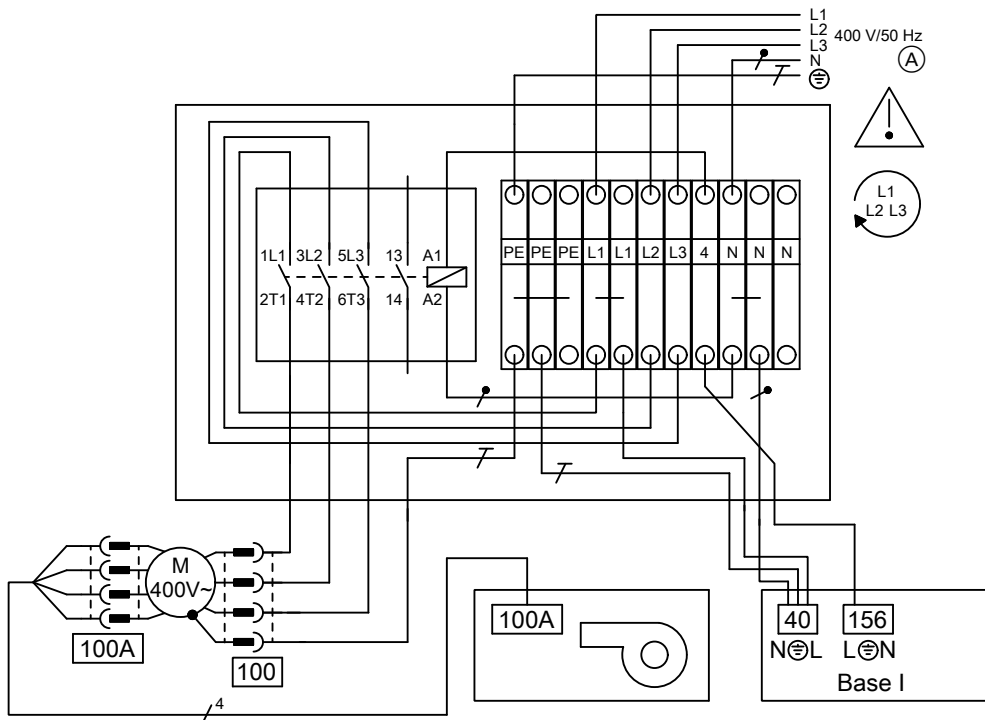 L1
L2
L3
N
400 V/50 Hz
A
L1
L2 L3
1L1 3L2 5L3 13 A1
2T1 4T2 6T3 14 A2
PE PE PE L1 L1 L2 L3 4 N N N
M
400V~
100A
100
4
100A
40
156
N L
L N
Base I